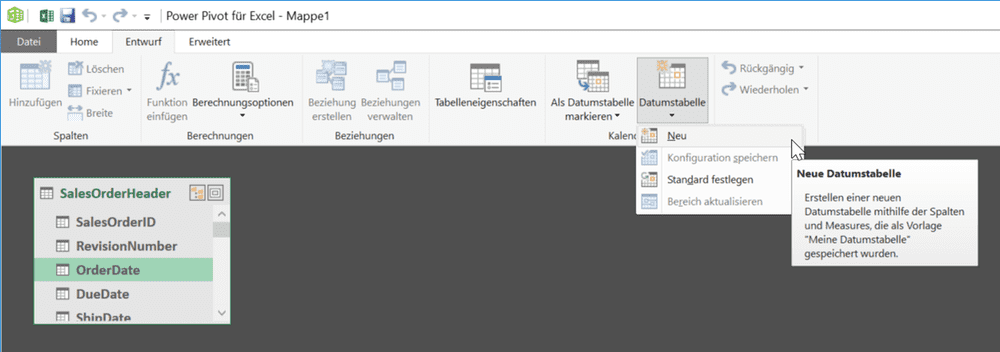 Power Pivot für Excel - Mappe1
Datei Home Entwurf Erweitert
Hinzufügen
Löschen
Fixieren
Breite
Spalten
fx
Funktion
einfügen
Berechnungsoptionen
Berechnungen
Beziehung
erstellen
Beziehungen
verwalten
Beziehungen
Tabelleneigenschaften
Als Datumstabelle
markieren
Datumstabelle
Kalen
Rückgängig
Wiederholen
Neu
Konfiguration speichern
Standard festlegen
Bereich aktualisieren
Neue Datumstabelle
Erstellen einer neuen
Datumstabelle mithilfe der Spalten
und Measures, die als Vorlage
"Meine Datumstabelle"
gespeichert wurden.
SalesOrderHeader
SalesOrderID
RevisionNumber
OrderDate
DueDate
ShipDate